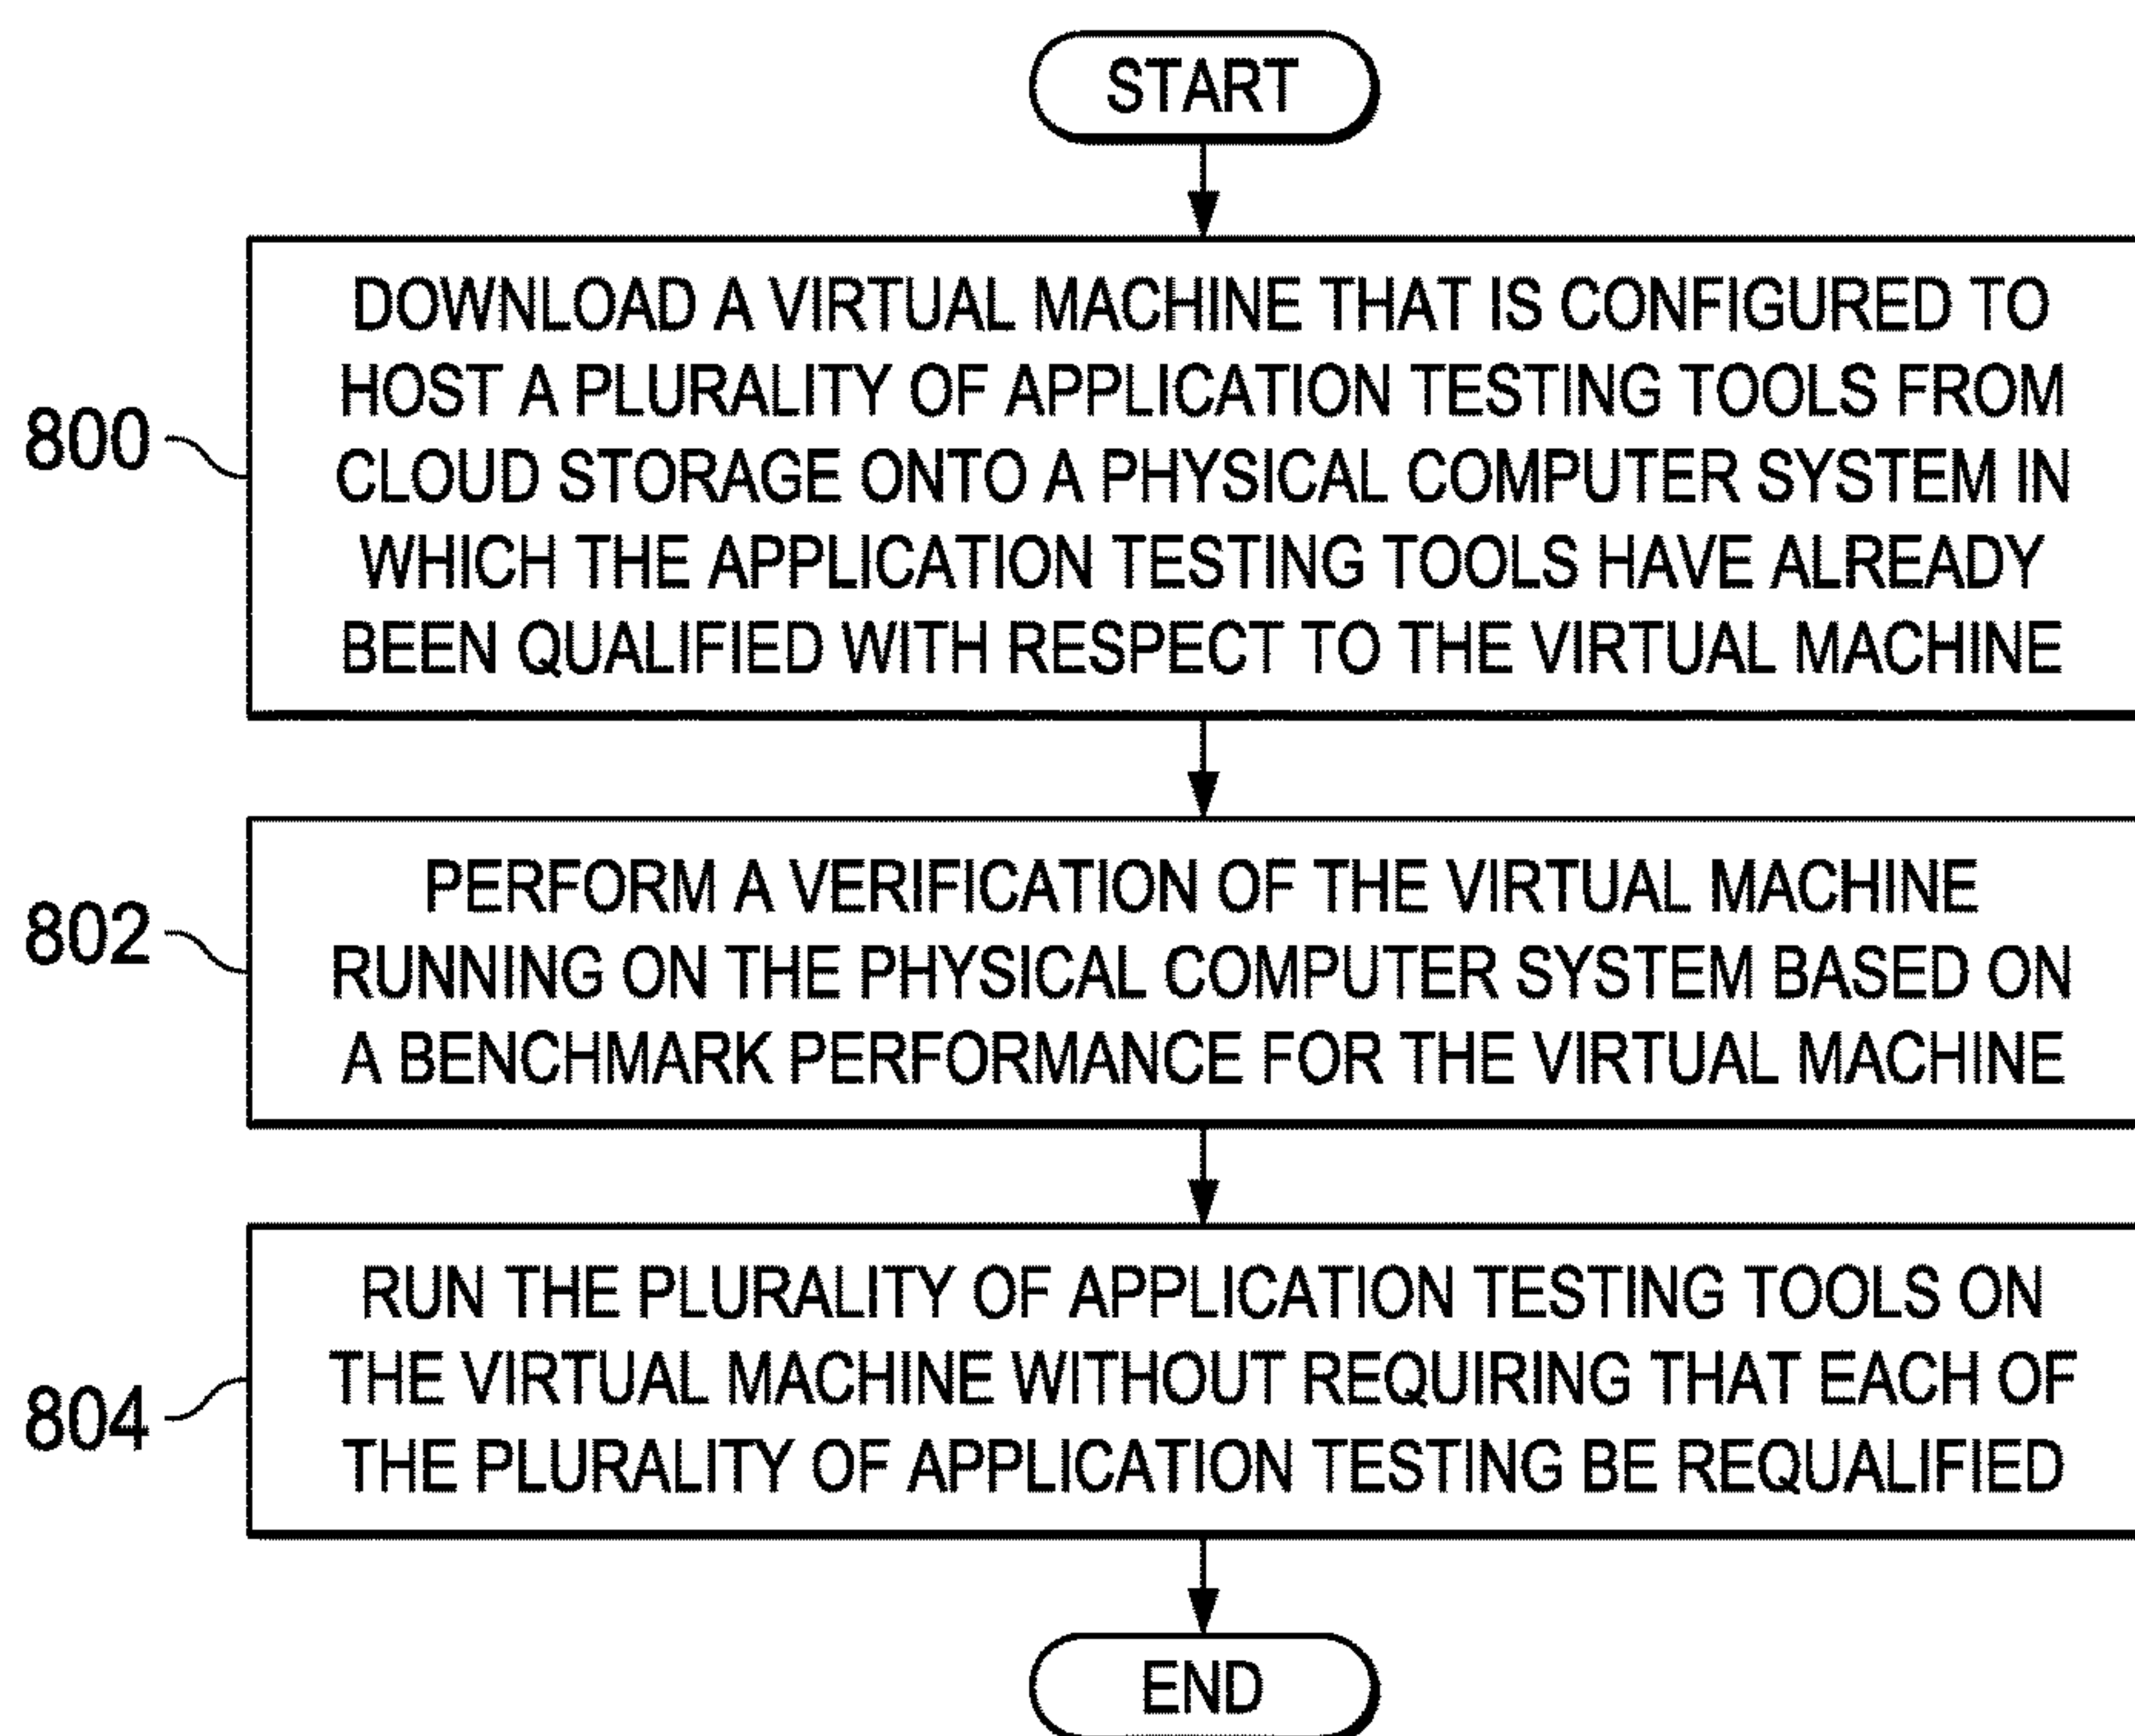 START
800
DOWNLOAD A VIRTUAL MACHINE THAT IS CONFIGURED TO
HOST A PLURALITY OF APPLICATION TESTING TOOLS FROM
CLOUD STORAGE ONTO A PHYSICAL COMPUTER SYSTEM IN
WHICH THE APPLICATION TESTING TOOLS HAVE ALREADY
BEEN QUALIFIED WITH RESPECT TO THE VIRTUAL MACHINE
802
PERFORM A VERIFICATION OF THE VIRTUAL MACHINE
RUNNING ON THE PHYSICAL COMPUTER SYSTEM BASED ON
A BENCHMARK PERFORMANCE FOR THE VIRTUAL MACHINE
804
RUN THE PLURALITY OF APPLICATION TESTING TOOLS ON
THE VIRTUAL MACHINE WITHOUT REQUIRING THAT EACH OF
THE PLURALITY OF APPLICATION TESTING BE REQUALIFIED
END